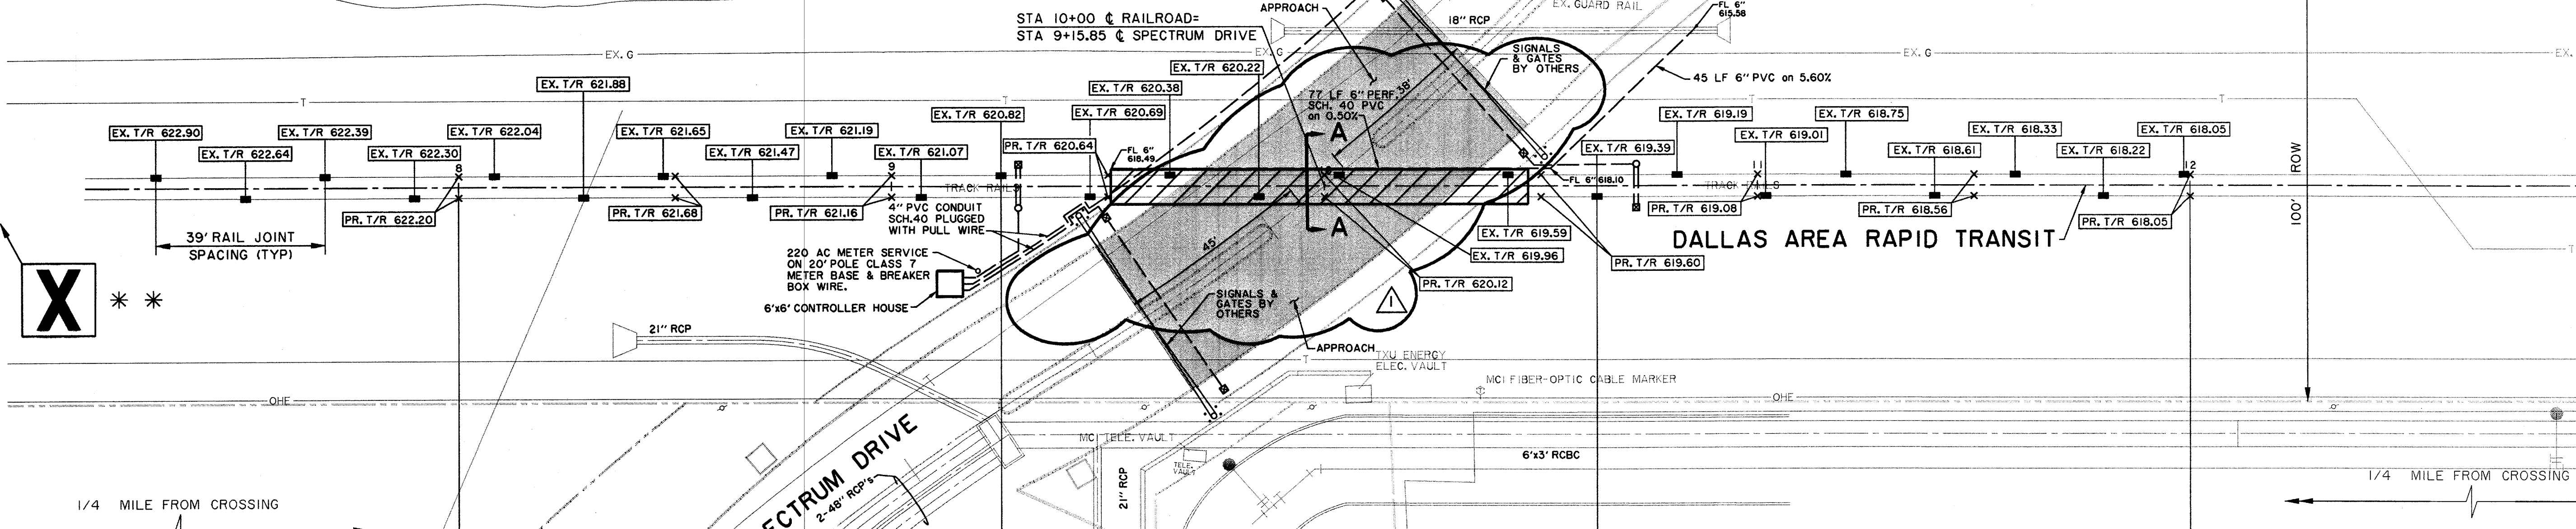 STA 10+00 ℄ RAILROAD=
STA 9+15.85 ℄ SPECTRUM DRIVE
APPROACH
18" RCP
EX. GUARD RAIL
FL 6"
615.58
EX. G
EX. G
EX. G
EX.
SIGNALS
& GATES
BY OTHERS
45 LF 6" PVC on 5.60%
EX. T/R 621.88
EX. T/R 620.22
EX. T/R 620.38
77 LF 6" PERF.
SCH. 40 PVC
on 0.50%
38'
T
T
T
T
EX. T/R 622.90
EX. T/R 622.39
EX. T/R 622.04
EX. T/R 621.65
EX. T/R 621.19
EX. T/R 620.82
EX. T/R 620.69
EX. T/R 619.19
EX. T/R 619.01
EX. T/R 618.75
EX. T/R 618.33
EX. T/R 618.05
EX. T/R 622.64
EX. T/R 622.30
EX. T/R 621.47
EX. T/R 621.07
PR. T/R 620.64
FL 6"
618.49
A
EX. T/R 619.39
EX. T/R 618.61
EX. T/R 618.22
8
9
11
12
TRACK RAILS
FL 6" 618.10
TRACK RAILS
PR. T/R 622.20
PR. T/R 621.68
PR. T/R 621.16
4" PVC CONDUIT
SCH.40 PLUGGED
WITH PULL WIRE
PR. T/R 619.08
PR. T/R 618.56
PR. T/R 618.05
100' ROW
39' RAIL JOINT
SPACING (TYP)
A
45'
EX. T/R 619.59
EX. T/R 619.96
PR. T/R 619.60
PR. T/R 620.12
DALLAS AREA RAPID TRANSIT
T
220 AC METER SERVICE
ON 20' POLE CLASS 7
METER BASE & BREAKER
BOX WIRE.
6'x6' CONTROLLER HOUSE
X * *
SIGNALS &
GATES BY
OTHERS
1
21" RCP
APPROACH
T
TXU ENERGY
ELEC. VAULT
MCI FIBER-OPTIC CABLE MARKER
OHE
OHE
MCI TELE. VAULT
TELE.
VAULT
6'x3' RCBC
21" RCP
ECTRUM DRIVE
2-48" RCP's
1/4 MILE FROM CROSSING
1/4 MILE FROM CROSSING